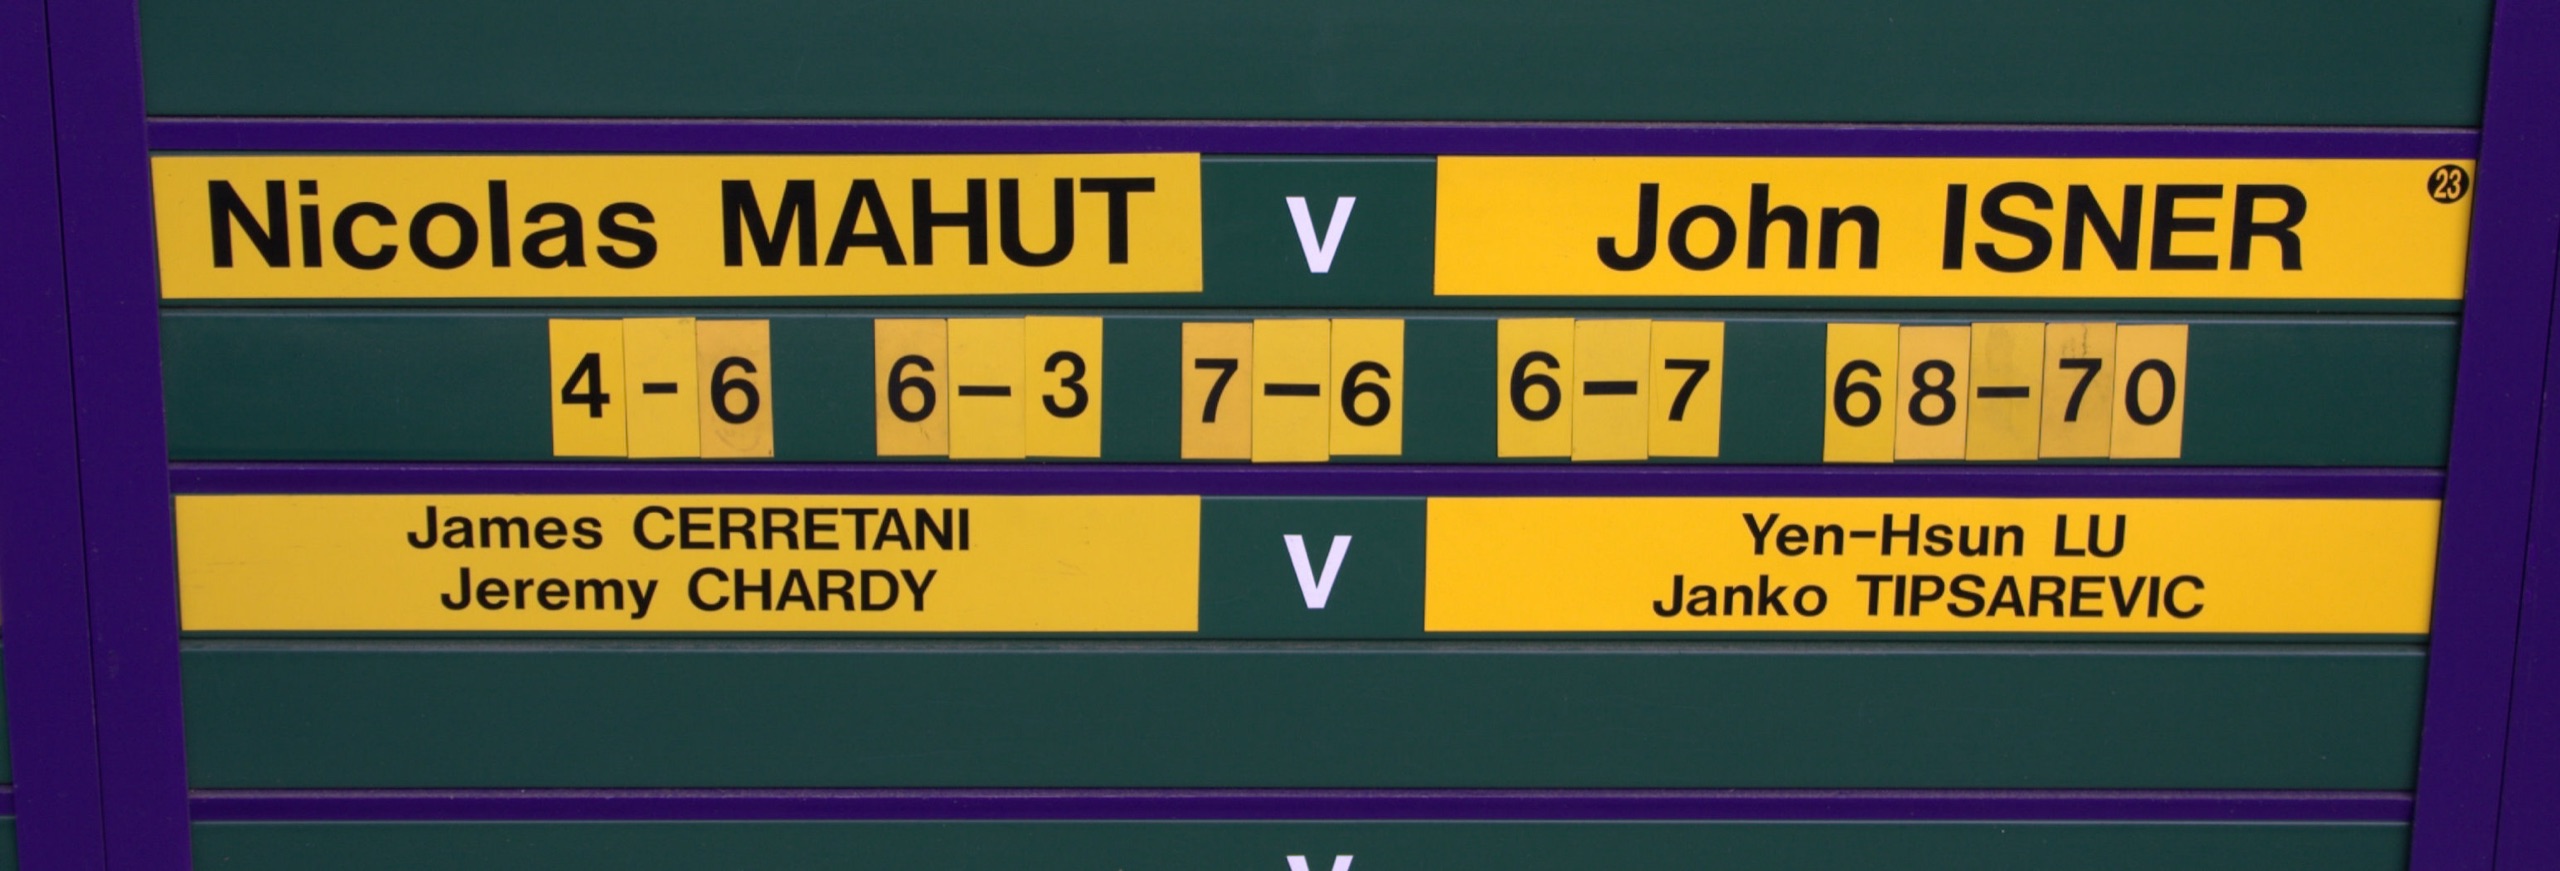 Nicolas MAHUT V John ISNER 23
4-6 6-3 7-6 6-7 68-70
James CERRETANI
Jeremy CHARDY
V
Yen-Hsun LU
Janko TIPSAREVIC
V